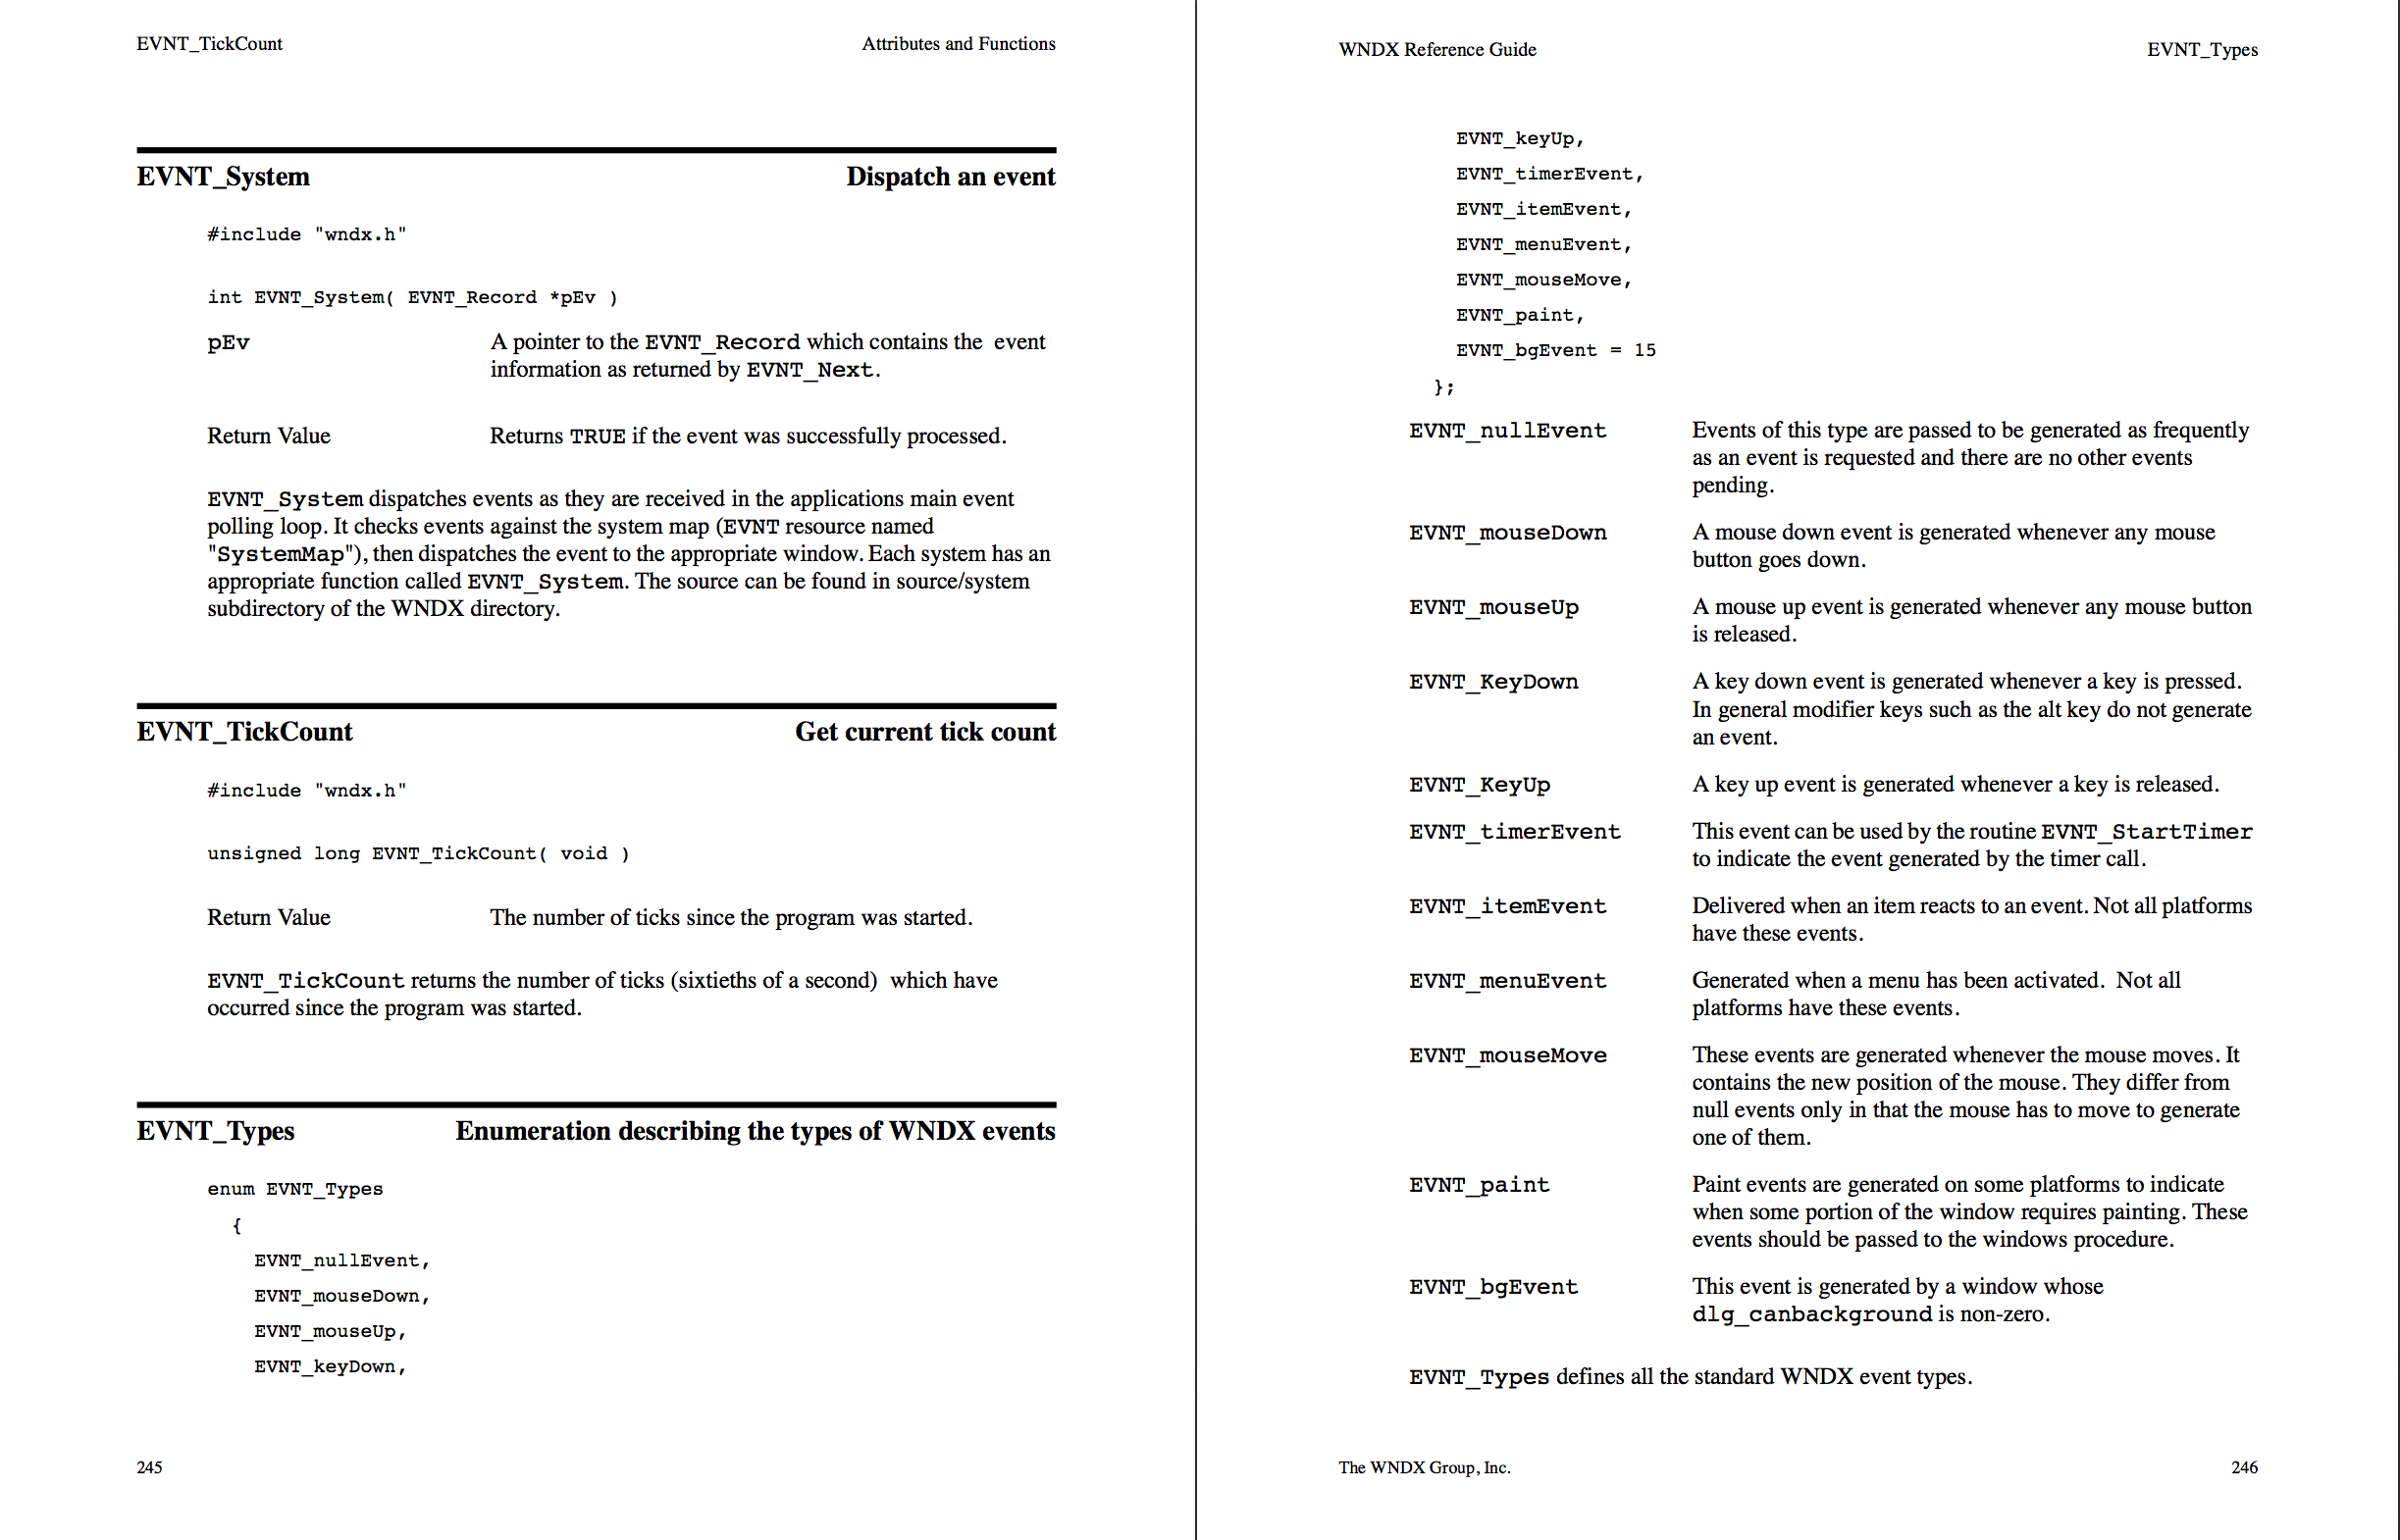 EVNT_TickCount Attributes and Functions
EVNT_System Dispatch an event
#include "wndx.h"
int EVNT_System( EVNT_Record *pEv )
pEv A pointer to the EVNT_Record which contains the event
information as returned by EVNT_Next.
Return Value Returns TRUE if the event was successfully processed.
EVNT_System dispatches events as they are received in the applications main event
polling loop. It checks events against the system map (EVNT resource named
"SystemMap"), then dispatches the event to the appropriate window. Each system has an
appropriate function called EVNT_System. The source can be found in source/system
subdirectory of the WNDX directory.
EVNT_TickCount Get current tick count
#include "wndx.h"
unsigned long EVNT_TickCount( void )
Return Value The number of ticks since the program was started.
EVNT_TickCount returns the number of ticks (sixtieths of a second) which have
occurred since the program was started.
EVNT_Types Enumeration describing the types of WNDX events
enum EVNT_Types
{
EVNT_nullEvent,
EVNT_mouseDown,
EVNT_mouseUp,
EVNT_keyDown,
245
WNDX Reference Guide EVNT_Types
EVNT_keyUp,
EVNT_timerEvent,
EVNT_itemEvent,
EVNT_menuEvent,
EVNT_mouseMove,
EVNT_paint,
EVNT_bgEvent = 15
};
EVNT_nullEvent Events of this type are passed to be generated as frequently
as an event is requested and there are no other events
pending.
EVNT_mouseDown A mouse down event is generated whenever any mouse
button goes down.
EVNT_mouseUp A mouse up event is generated whenever any mouse button
is released.
EVNT_KeyDown A key down event is generated whenever a key is pressed.
In general modifier keys such as the alt key do not generate
an event.
EVNT_KeyUp A key up event is generated whenever a key is released.
EVNT_timerEvent This event can be used by the routine EVNT_StartTimer
to indicate the event generated by the timer call.
EVNT_itemEvent Delivered when an item reacts to an event. Not all platforms
have these events.
EVNT_menuEvent Generated when a menu has been activated. Not all
platforms have these events.
EVNT_mouseMove These events are generated whenever the mouse moves. It
contains the new position of the mouse. They differ from
null events only in that the mouse has to move to generate
one of them.
EVNT_paint Paint events are generated on some platforms to indicate
when some portion of the window requires painting. These
events should be passed to the windows procedure.
EVNT_bgEvent This event is generated by a window whose
dlg_canbackground is non-zero.
EVNT_Types defines all the standard WNDX event types.
The WNDX Group, Inc. 246